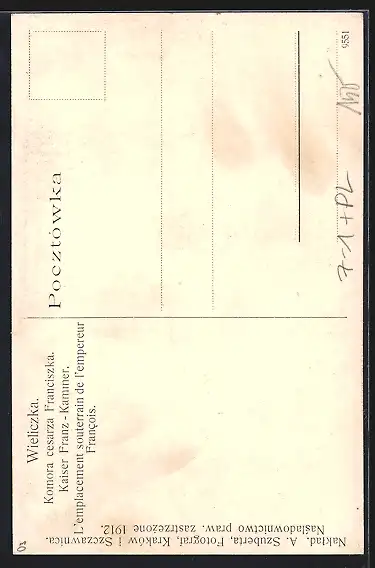 Wieliczka.
Komora cesarza Franciszka.
Kaiser Franz - Kammer.
L'emplacement souterrain de l'empereur
François.
Pocztówka
9551
Nakład. A. Szuberta, Fotograf, Kraków i Szczawnica.
Naśladownictwo praw. zastrzeżone 1912.